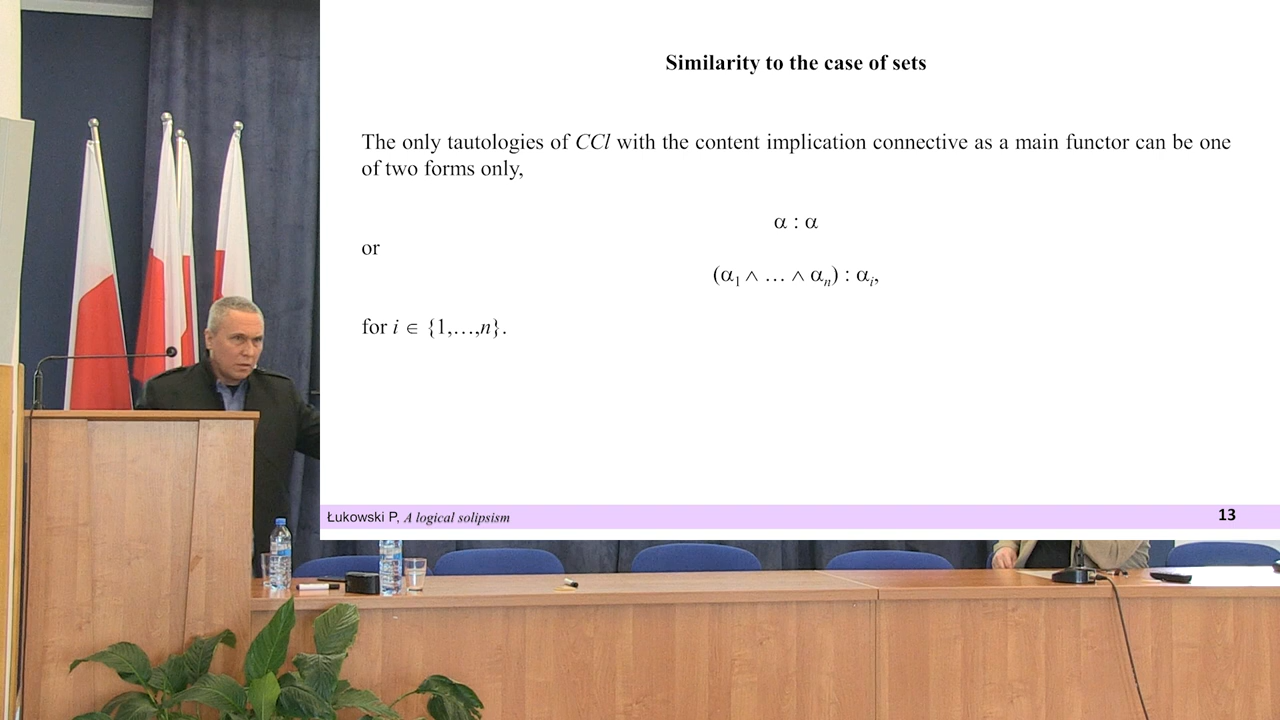 Similarity to the case of sets
The only tautologies of CCl with the content implication connective as a main functor can be one
of two forms only,
α : α
or
(α₁ ∧ … ∧ αₙ) : αᵢ,
for i ∈ {1,…,n}.
Łukowski P, A logical solipsism
13